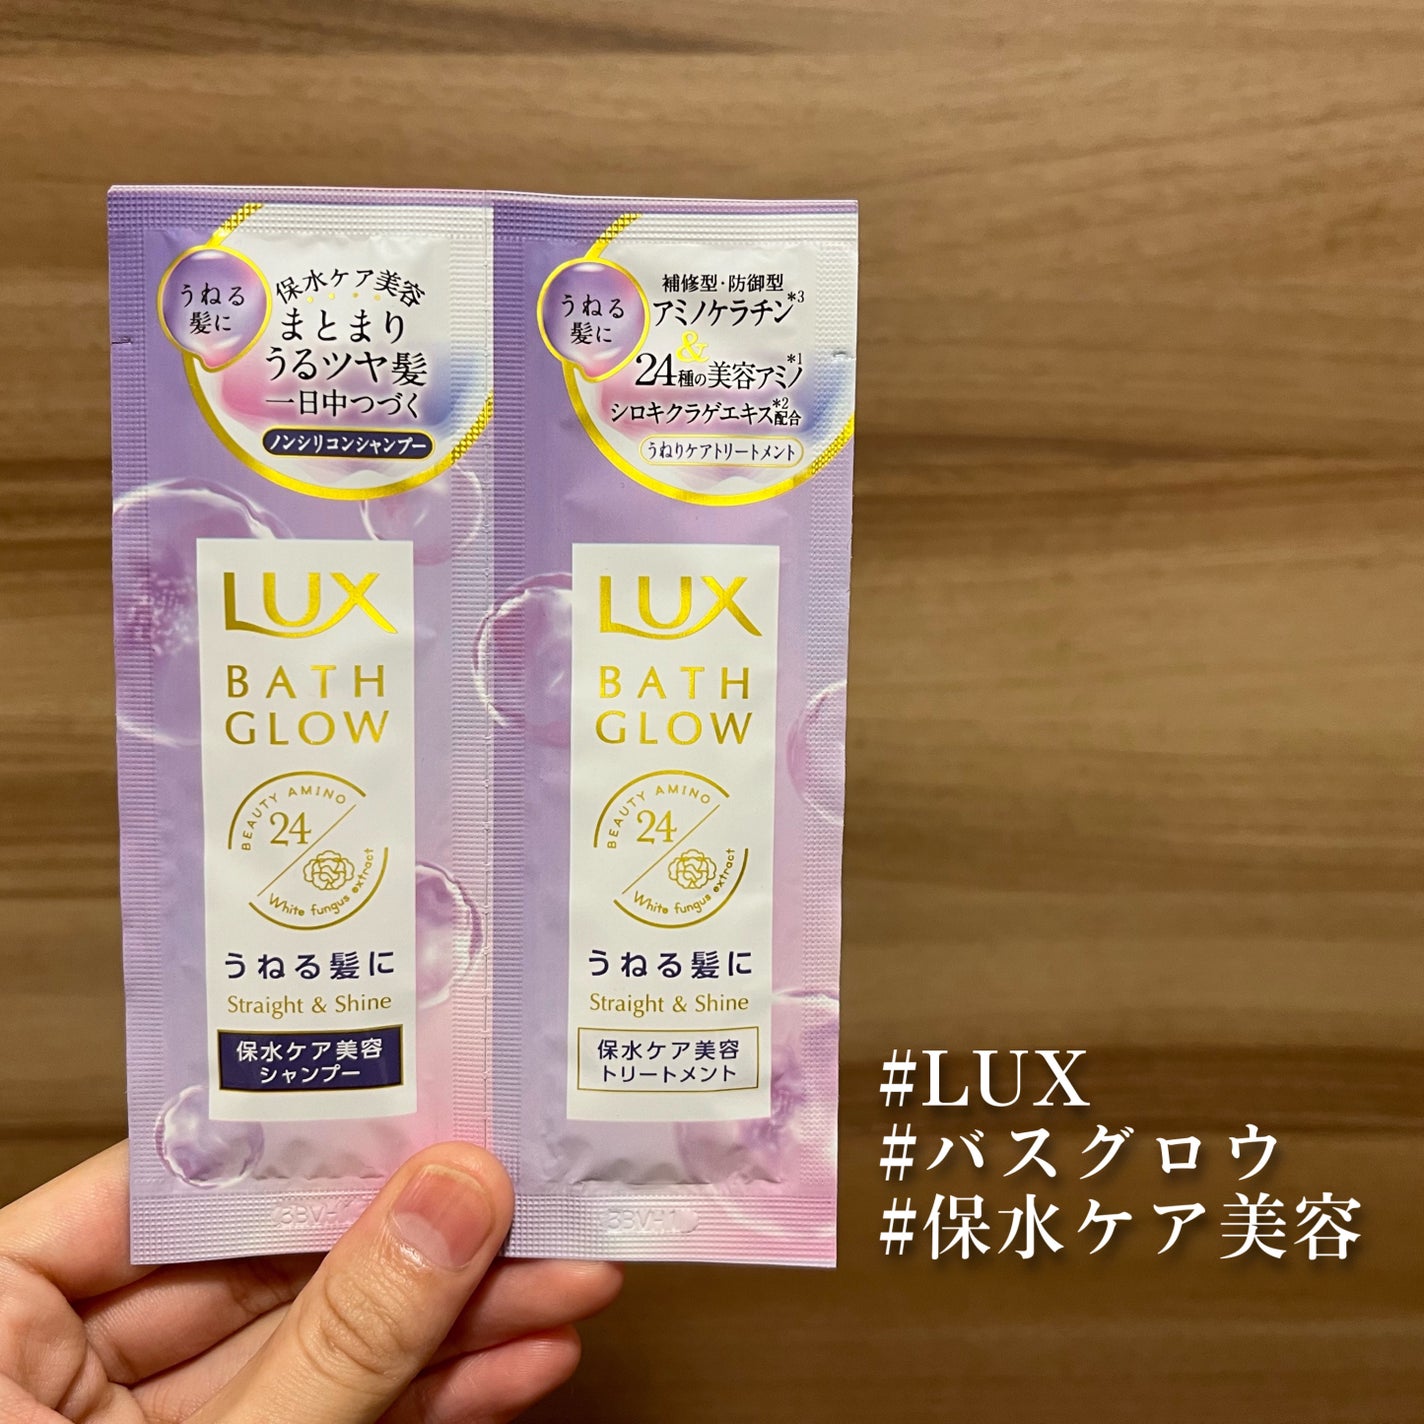 うねる
髪に
保水ケア美容
まとまり
うるツヤ髪
一日中つづく
ノンシリコンシャンプー
LUX
BATH
GLOW
BEAUTY AMINO
24
White fungus extract
うねる髪に
Straight & Shine
保水ケア美容
シャンプー
うねる
髪に
補修型・防御型
アミノケラチン*3
&
24種の美容アミノ*1
シロキクラゲエキス*2配合
うねりケアトリートメント
LUX
BATH
GLOW
BEAUTY AMINO
24
White fungus extract
うねる髪に
Straight & Shine
保水ケア美容
トリートメント
#LUX
#バスグロウ
#保水ケア美容